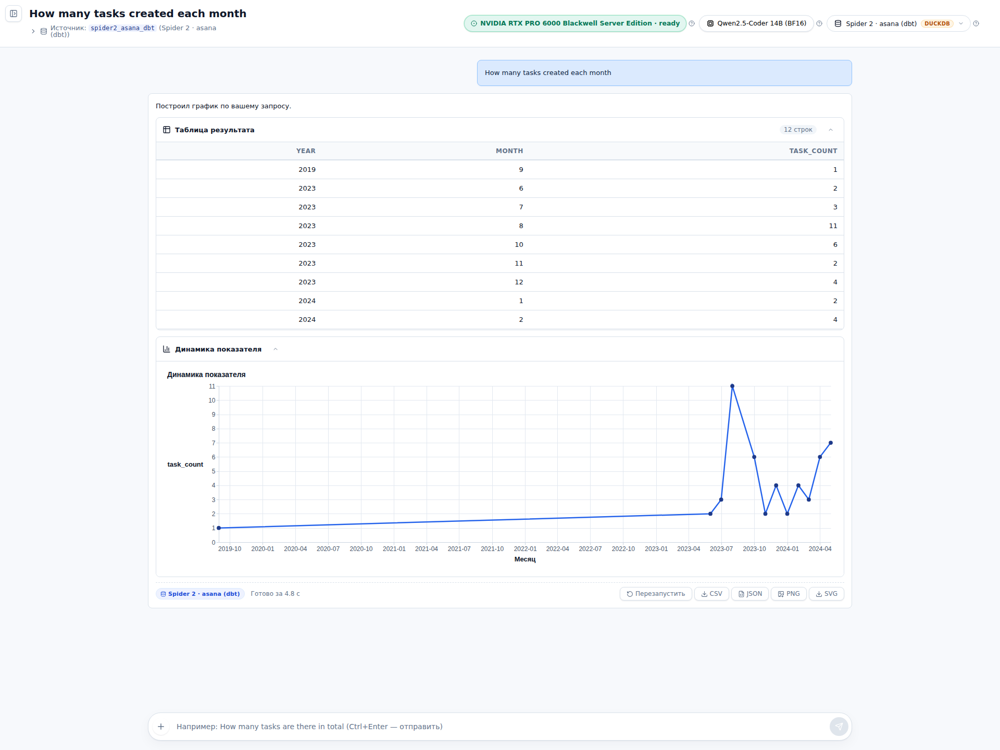 How many tasks created each month
Источник: spider2_asana_dbt (Spider 2 · asana
(dbt))
NVIDIA RTX PRO 6000 Blackwell Server Edition · ready
Qwen2.5-Coder 14B (BF16)
Spider 2 · asana (dbt) DUCKDB
How many tasks created each month
Построил график по вашему запросу.
Таблица результата
12 строк
YEAR MONTH TASK_COUNT
2019 9 1
2023 6 2
2023 7 3
2023 8 11
2023 10 6
2023 11 2
2023 12 4
2024 1 2
2024 2 4
Динамика показателя
Динамика показателя
11
10
9
8
7
6
5
4
3
2
1
0
task_count
2019-10 2020-01 2020-04 2020-07 2020-10 2021-01 2021-04 2021-07 2021-10 2022-01 2022-04 2022-07 2022-10 2023-01 2023-04 2023-07 2023-10 2024-01 2024-04
Месяц
Spider 2 · asana (dbt) Готово за 4.8 с
Перезапустить CSV JSON PNG SVG
Например: How many tasks are there in total (Ctrl+Enter — отправить)